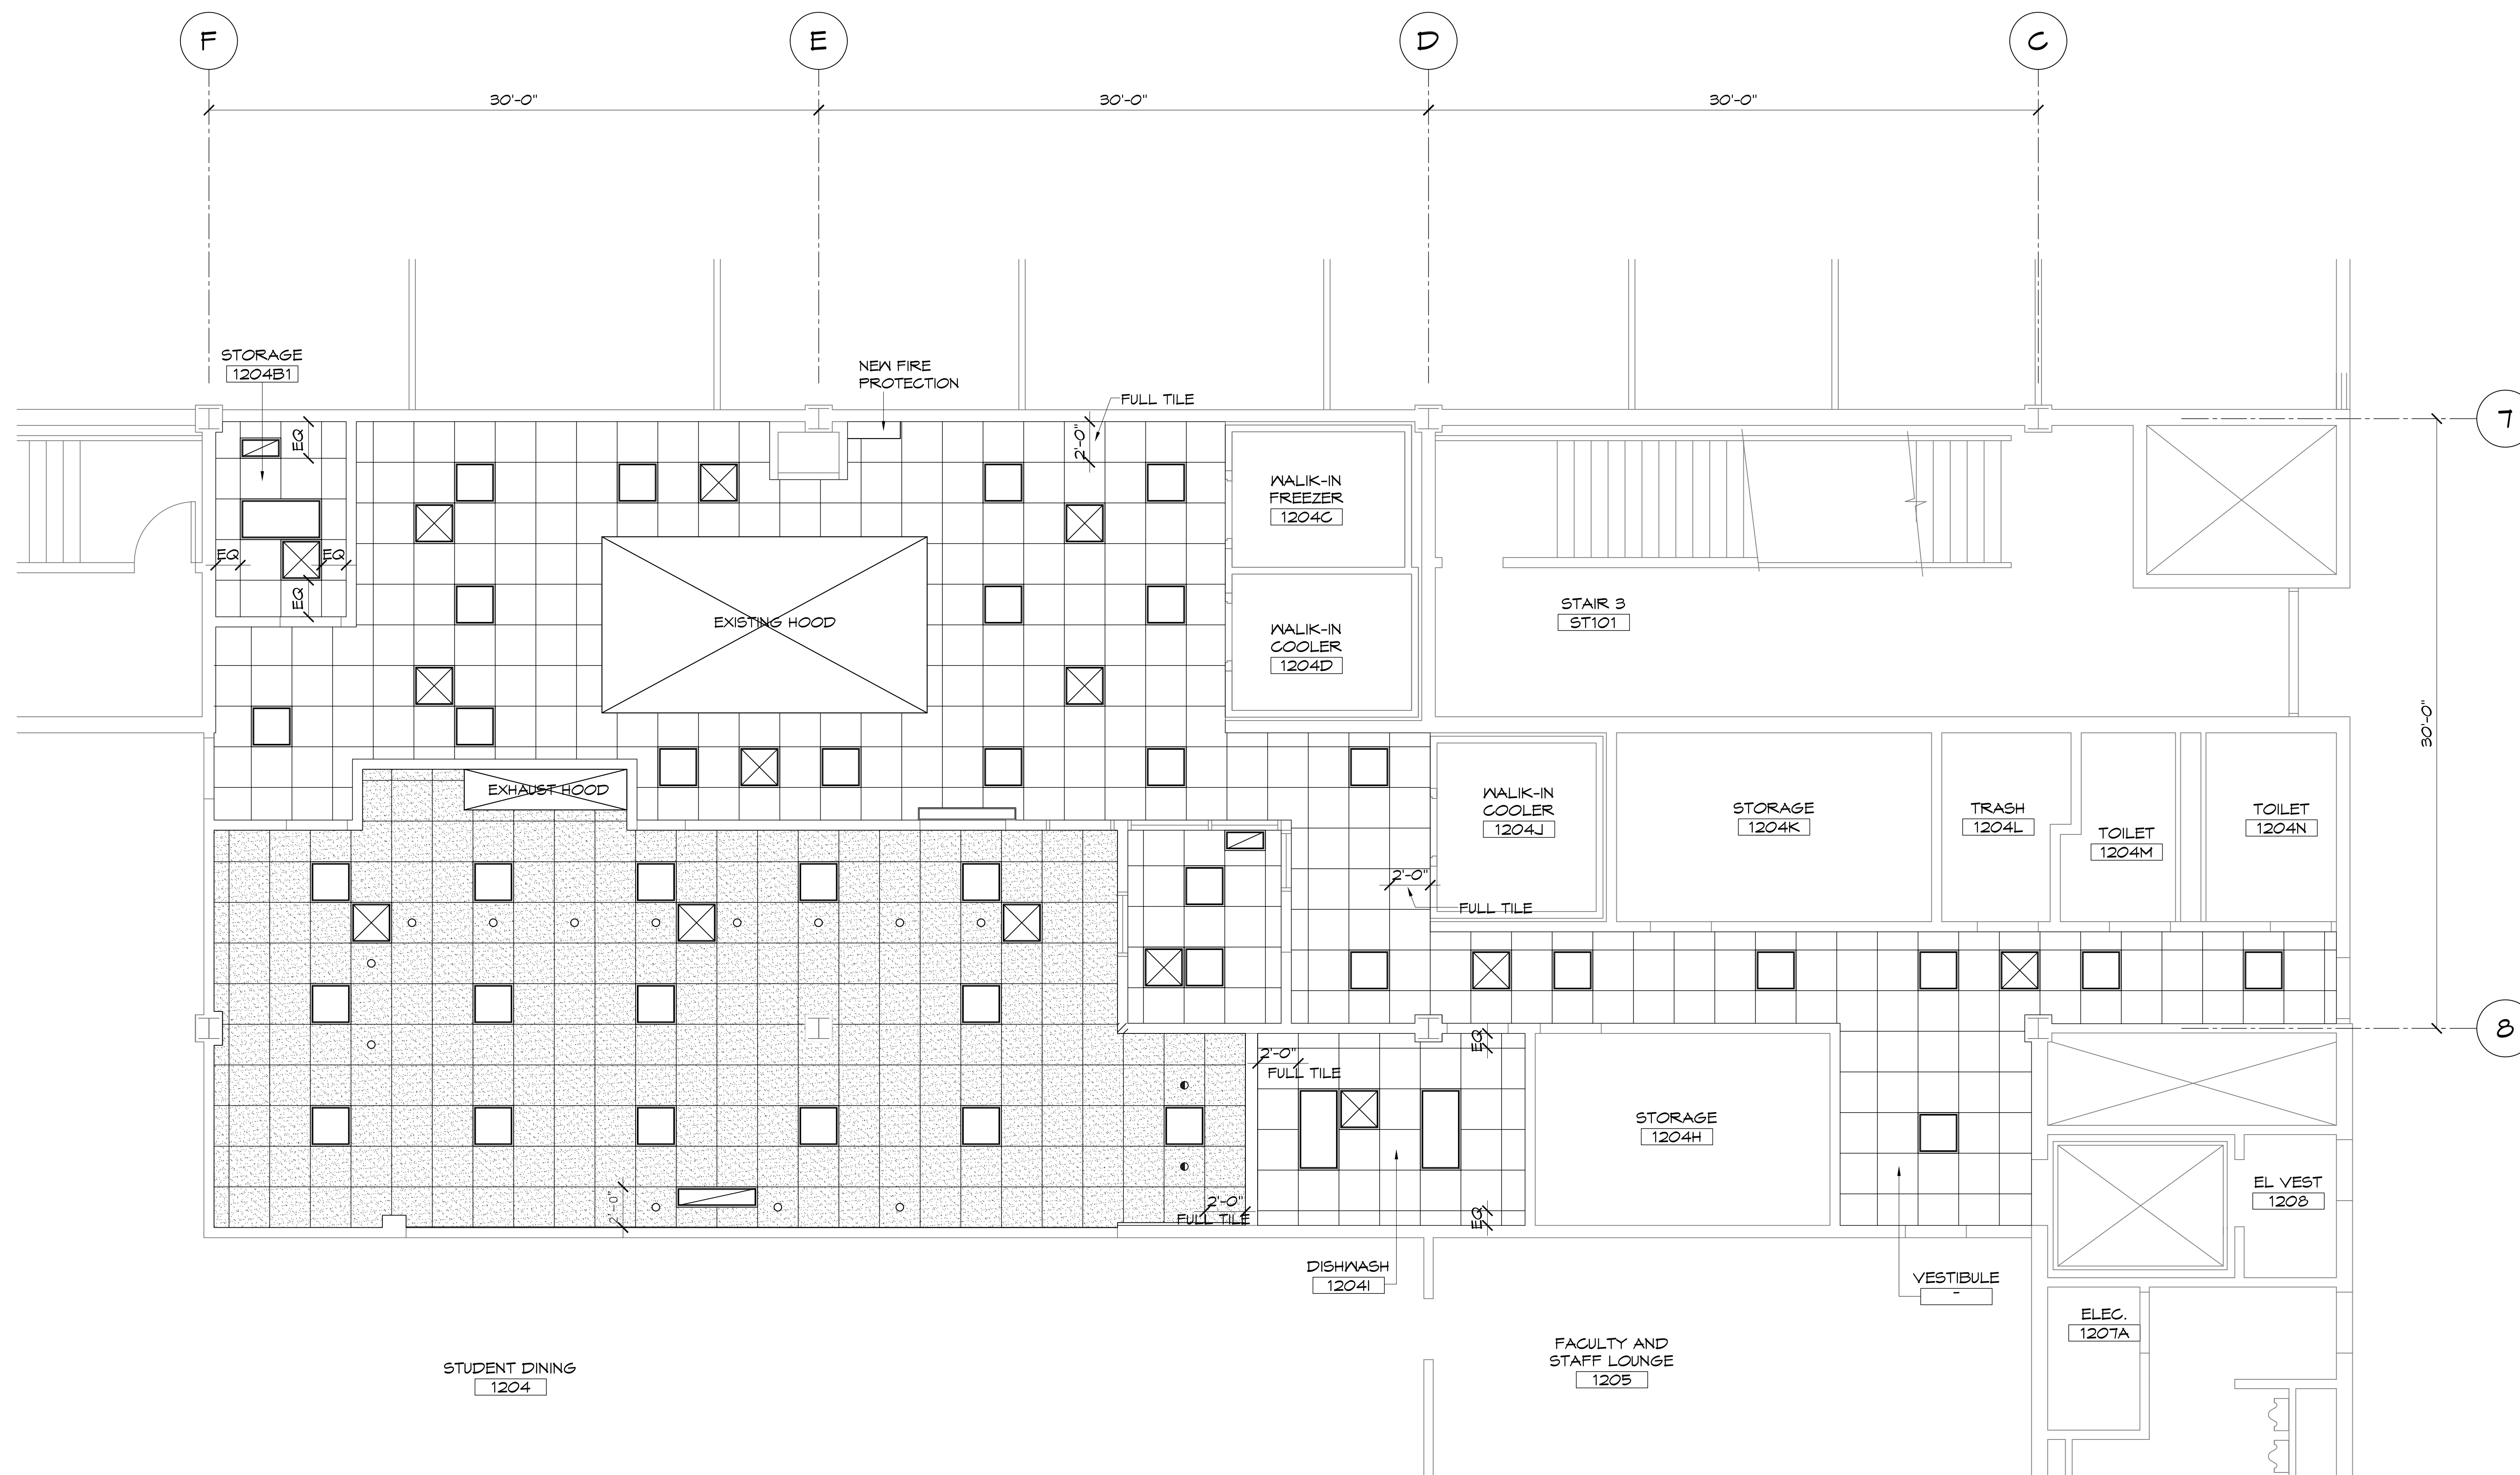 F
E
D
C
30'-0"
30'-0"
30'-0"
STORAGE
1204B1
NEW FIRE
PROTECTION
FULL TILE
7
EQ
2'-0"
WALIK-IN
FREEZER
1204C
EQ
EQ
EQ
EXISTING HOOD
STAIR 3
ST101
WALIK-IN
COOLER
1204D
30'-0"
EXHAUST HOOD
WALIK-IN
COOLER
1204J
STORAGE
1204K
TRASH
1204L
TOILET
1204M
TOILET
1204N
2'-0"
FULL TILE
8
EQ
2'-0"
FULL TILE
STORAGE
1204H
EL VEST
1208
2'-0"
2'-0"
FULL TILE
EQ
DISHWASH
1204I
VESTIBULE
-
ELEC.
1207A
FACULTY AND
STAFF LOUNGE
1205
STUDENT DINING
1204